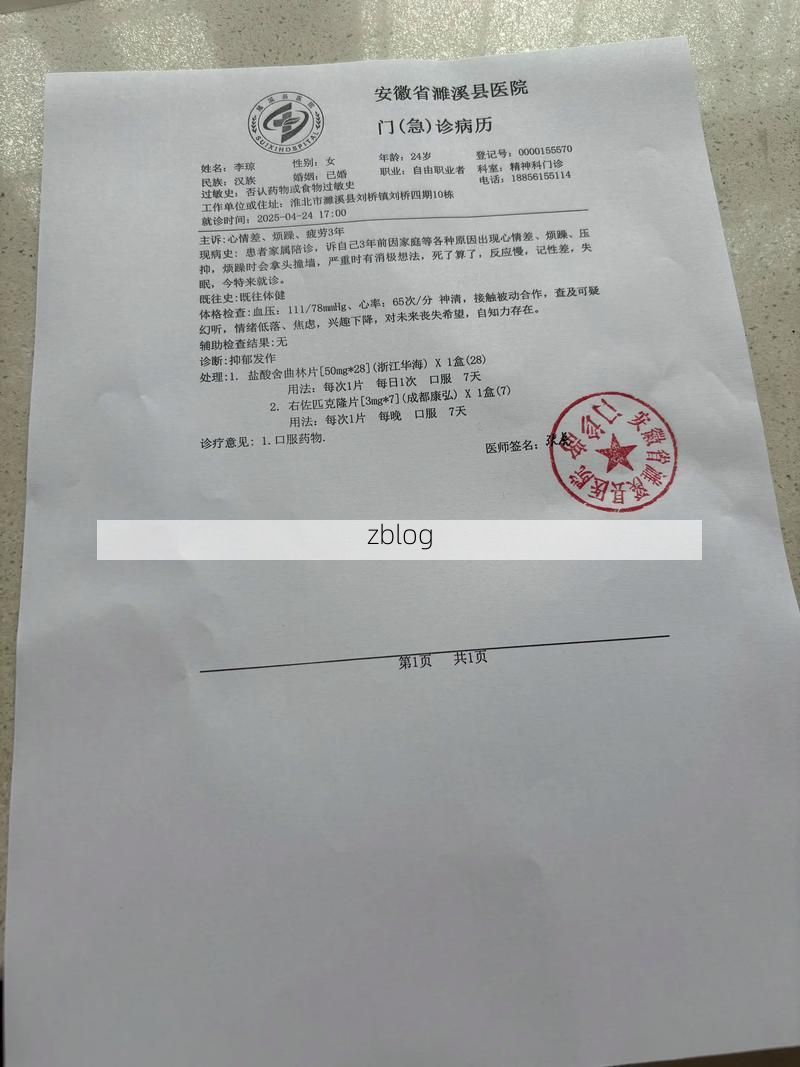 濉溪县医院
SUIXIHOSPITAL
安徽省濉溪县医院
门(急)诊病历
姓名: 李琼 性别: 女 年龄: 24岁 登记号: 0000155570
民族: 汉族 婚姻: 已婚 职业: 自由职业者 科室: 精神科门诊
过敏史: 否认药物或食物过敏史 电话: 18856155114
工作单位或住址: 淮北市濉溪县刘桥镇刘桥四期10栋
就诊时间: 2025-04-24 17:00
主诉:心情差、烦躁、疲劳3年
现病史: 患者家属陪诊, 诉自己3年前因家庭等各种原因出现心情差、烦躁、压
抑, 烦躁时会拿头撞墙, 严重时有消极想法, 死了算了, 反应慢, 记性差, 失
眠, 今特来就诊。
既往史:既往体健
体格检查:血压: 111/78mmHg、心率: 65次/分 神清, 接触被动合作, 查及可疑
幻听, 情绪低落、焦虑, 兴趣下降, 对未来丧失希望, 自知力存在。
辅助检查结果:无
诊断:抑郁发作
处理:1. 盐酸舍曲林片[50mg*28](浙江华海) X 1盒(28)
用法: 每次1片 每日1次 口服 7天
2. 右佐匹克隆片[3mg*7](成都康弘) X 1盒(7)
用法: 每次1片 每晚 口服 7天
诊疗意见: 1.口服药物.
医师签名:
安徽省濉溪县医院
zblog
第1页 共1页